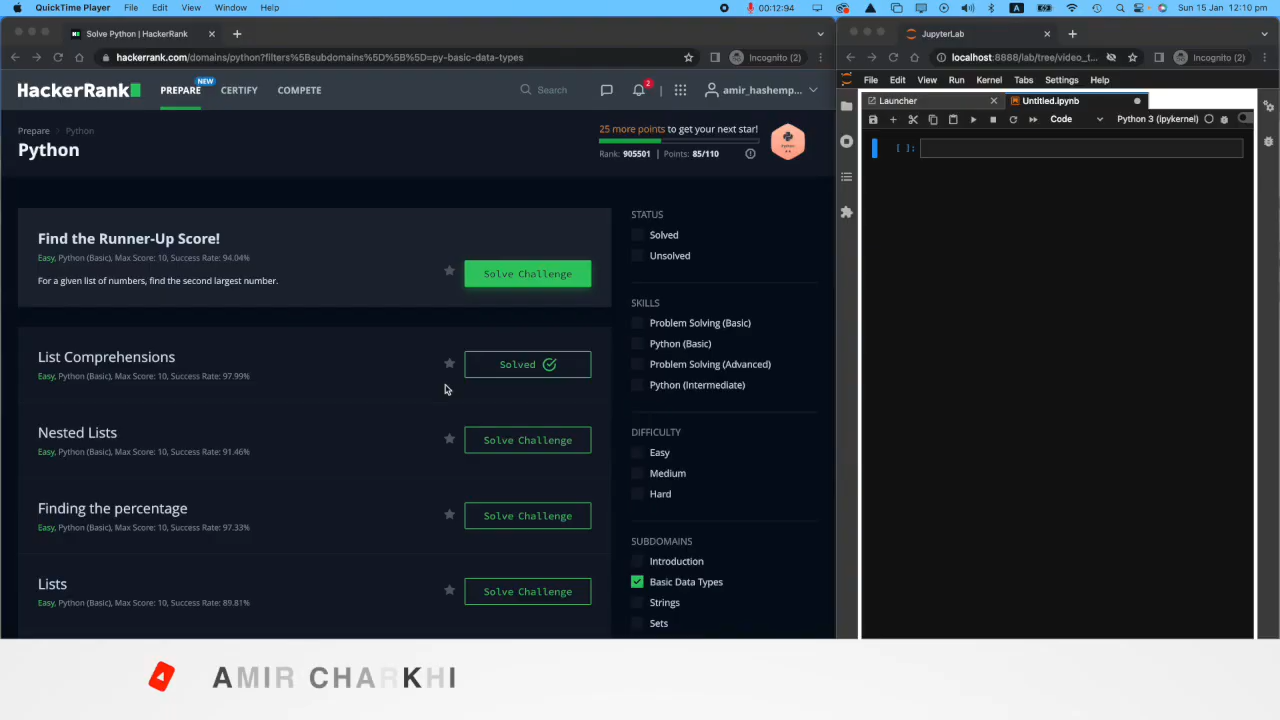 QuickTime Player File Edit View Window Help 00:12:94 A Sun 15 Jan 12:10 pm
Solve Python | HackerRank
hackerrank.com/domains/python?filters%5Bsubdomains%5D%5B%5D=py-basic-data-types
Incognito (2)
HackerRank
PREPARE
NEW
CERTIFY
COMPETE
Search
2
amir_hashemp...
Prepare Python
Python
25 more points to get your next star!
Rank: 905501 | Points: 85/110
Python
Find the Runner-Up Score!
Easy, Python (Basic), Max Score: 10, Success Rate: 94.04%
For a given list of numbers, find the second largest number.
Solve Challenge
List Comprehensions
Easy, Python (Basic), Max Score: 10, Success Rate: 97.99%
Solved
Nested Lists
Easy, Python (Basic), Max Score: 10, Success Rate: 91.46%
Solve Challenge
Finding the percentage
Easy, Python (Basic), Max Score: 10, Success Rate: 97.33%
Solve Challenge
Lists
Easy, Python (Basic), Max Score: 10, Success Rate: 89.81%
Solve Challenge
STATUS
Solved
Unsolved
SKILLS
Problem Solving (Basic)
Python (Basic)
Problem Solving (Advanced)
Python (Intermediate)
DIFFICULTY
Easy
Medium
Hard
SUBDOMAINS
Introduction
Basic Data Types
Strings
Sets
JupyterLab
localhost:8888/lab/tree/video_t...
Incognito (2)
File Edit View Run Kernel Tabs Settings Help
Launcher
Untitled.ipynb
Code
Python 3 (ipykernel)
[ ]:
AMIR CHARKHI